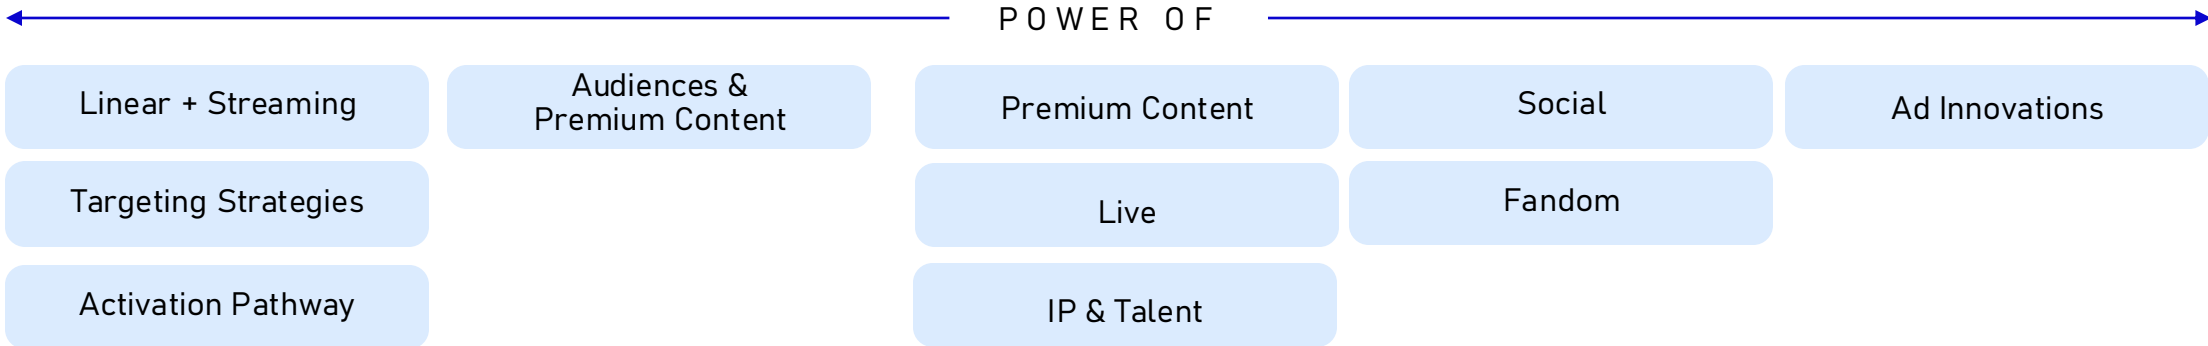 POWER OF
Linear + Streaming
Audiences &
Premium Content
Premium Content
Social
Ad Innovations
Targeting Strategies
Live
Fandom
Activation Pathway
IP & Talent